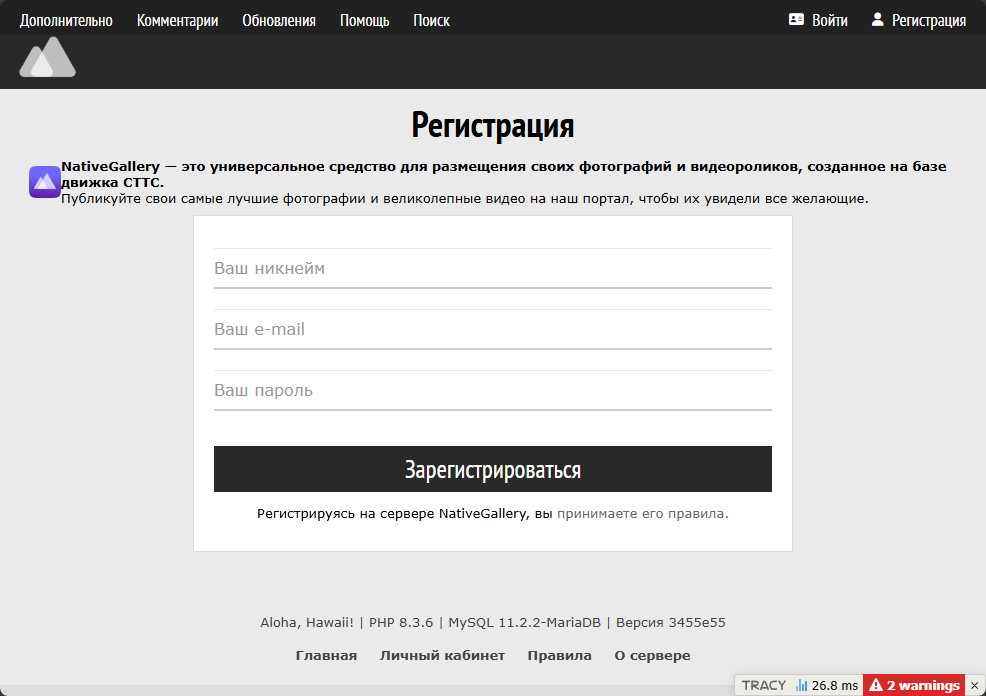 Дополнительно Комментарии Обновления Помощь Поиск Войти Регистрация
Регистрация
NativeGallery — это универсальное средство для размещения своих фотографий и видеороликов, созданное на базе
движка СТТС.
Публикуйте свои самые лучшие фотографии и великолепные видео на наш портал, чтобы их увидели все желающие.
Ваш никнейм
Ваш e-mail
Ваш пароль
Зарегистрироваться
Регистрируясь на сервере NativeGallery, вы принимаете его правила.
Aloha, Hawaii! | PHP 8.3.6 | MySQL 11.2.2-MariaDB | Версия 3455e55
Главная Личный кабинет Правила О сервере
TRACY 26.8 ms 2 warnings ×